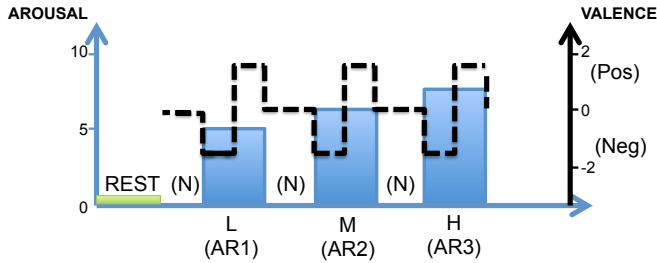 AROUSAL VALENCE
10 2
(Pos)
5 0
(Neg)
-2
REST (N) (N) (N)
0
L M H
(AR1) (AR2) (AR3)